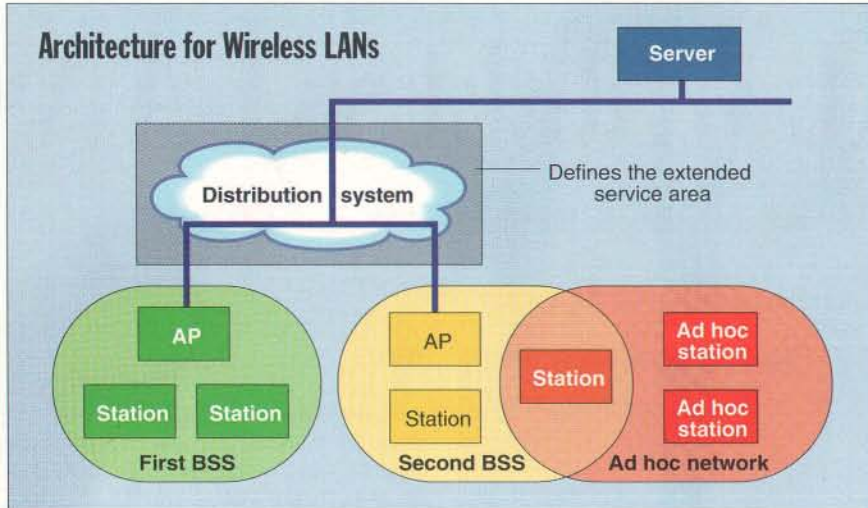 Architecture for Wireless LANs
Server
Distribution system
Defines the extended
service area
AP
Station
Station
First BSS
AP
Station
Second BSS
Station
Ad hoc
station
Ad hoc
station
Ad hoc network